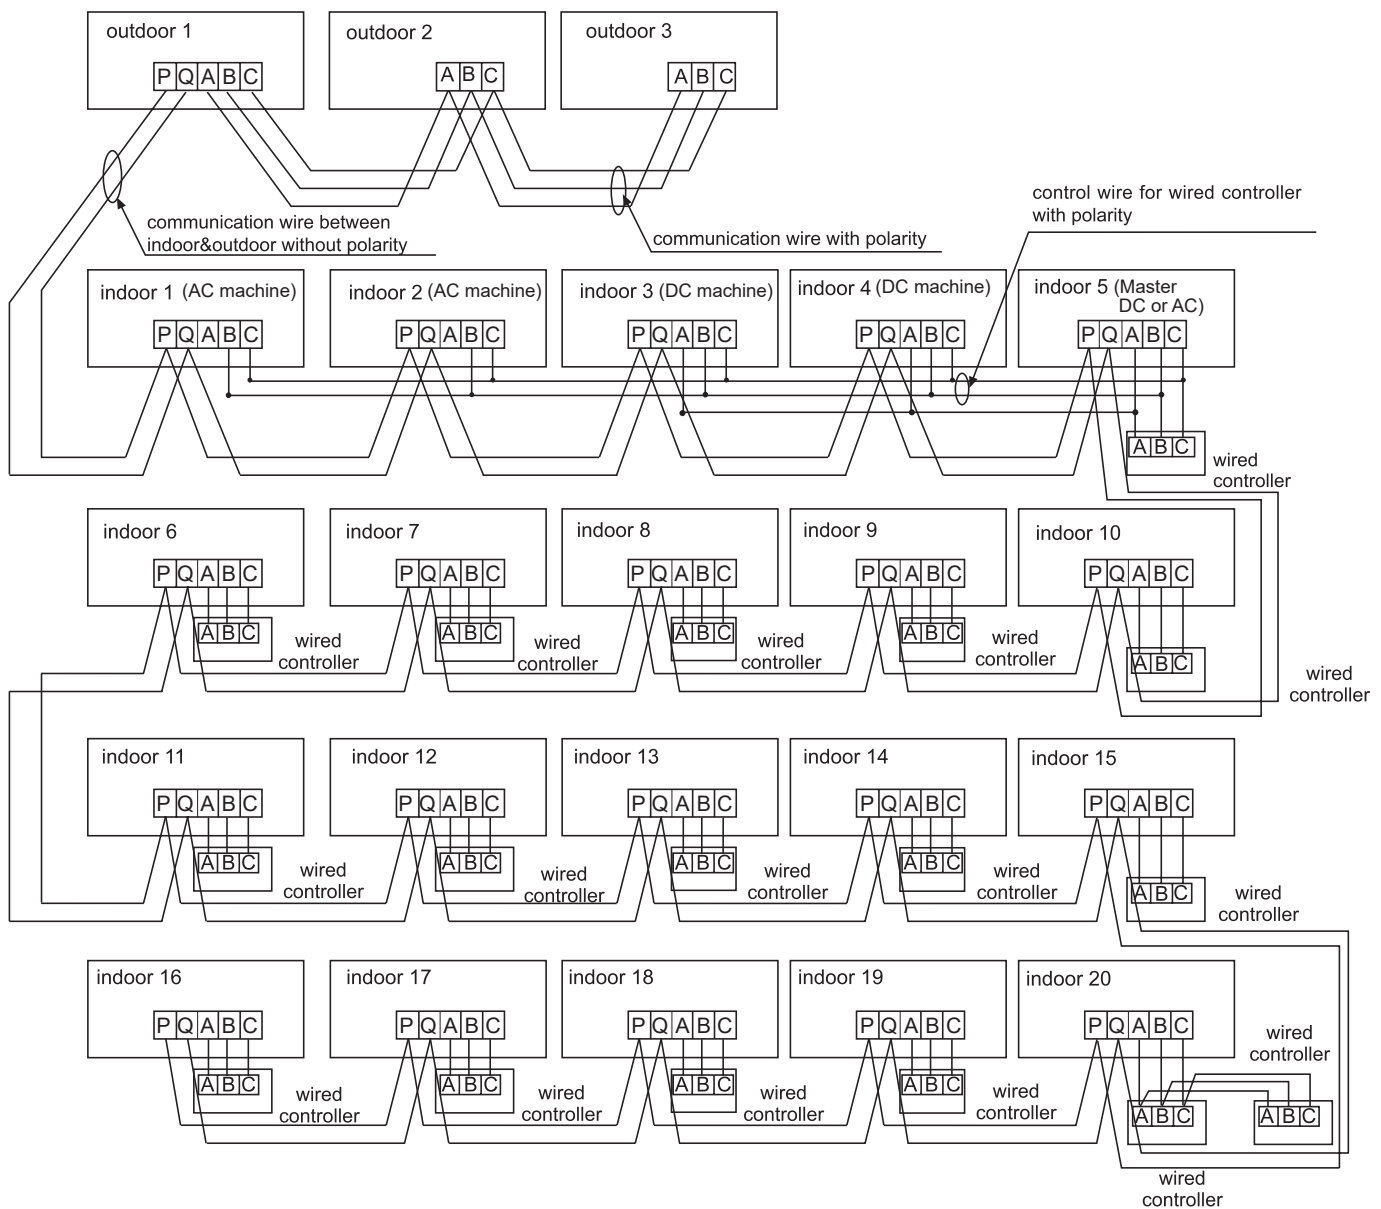 outdoor 1
outdoor 2
outdoor 3
P Q A B C
A B C
A B C
control wire for wired controller
with polarity
communication wire between
indoor&outdoor without polarity
communication wire with polarity
indoor 1 (AC machine)
indoor 2 (AC machine)
indoor 3 (DC machine)
indoor 4 (DC machine)
indoor 5 (Master
DC or AC)
P Q A B C
P Q A B C
P Q A B C
P Q A B C
P Q A B C
A B C
wired
controller
indoor 6
indoor 7
indoor 8
indoor 9
indoor 10
P Q A B C
P Q A B C
P Q A B C
P Q A B C
P Q A B C
A B C
wired
controller
A B C
wired
controller
A B C
wired
controller
A B C
wired
controller
A B C
wired
controller
indoor 11
indoor 12
indoor 13
indoor 14
indoor 15
P Q A B C
P Q A B C
P Q A B C
P Q A B C
P Q A B C
A B C
wired
controller
A B C
wired
controller
A B C
wired
controller
A B C
wired
controller
A B C
wired
controller
indoor 16
indoor 17
indoor 18
indoor 19
indoor 20
P Q A B C
P Q A B C
P Q A B C
P Q A B C
P Q A B C
A B C
wired
controller
A B C
wired
controller
A B C
wired
controller
A B C
wired
controller
wired
controller
A B C
A B C
wired
controller